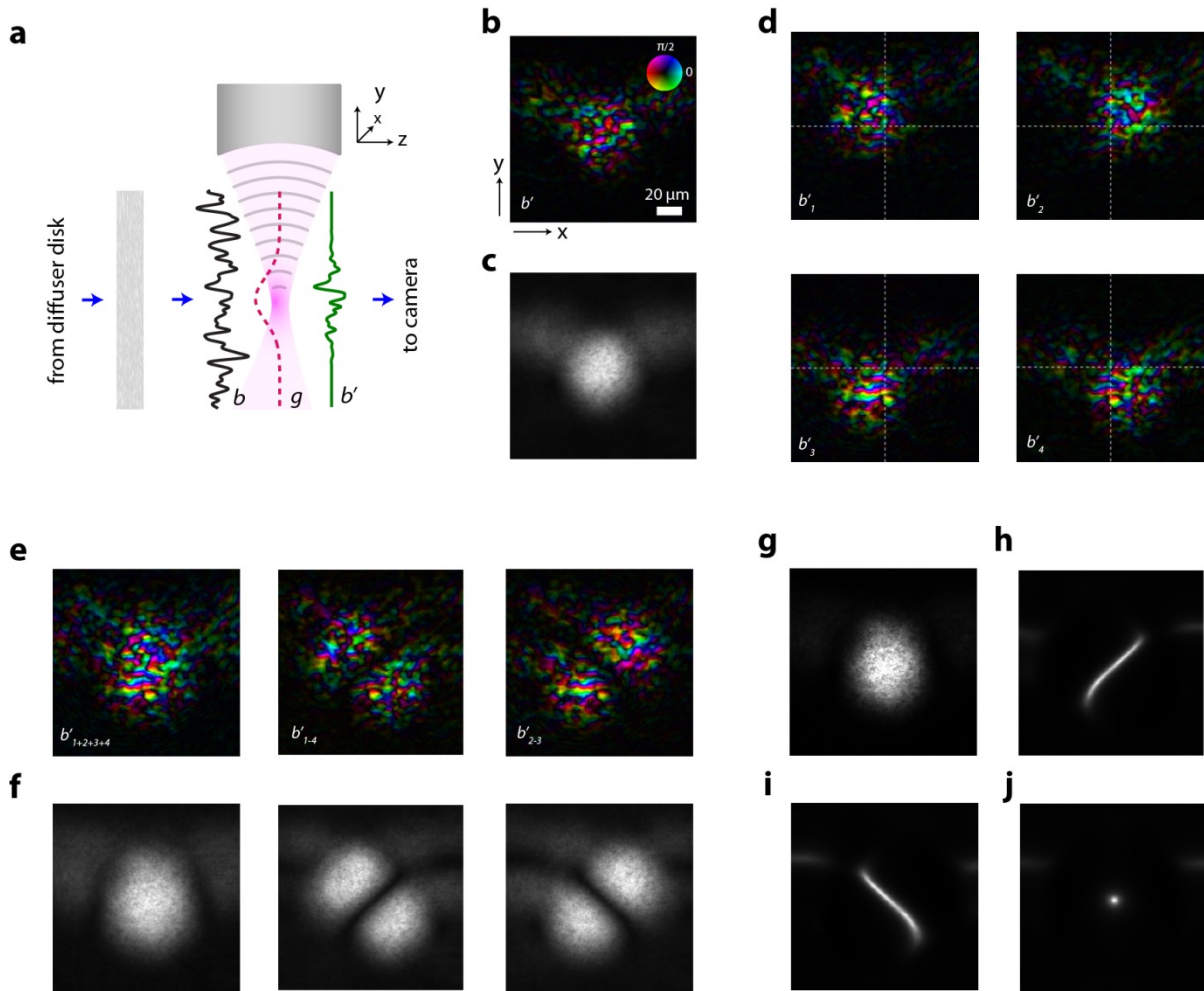 a
y
x
z
from diffuser disk
b
g
b′
to camera
b
π/2
0
y
b′
20 μm
x
c
d
b′1
b′2
b′3
b′4
e
b′1+2+3+4
b′1-4
b′2-3
f
g
h
i
j